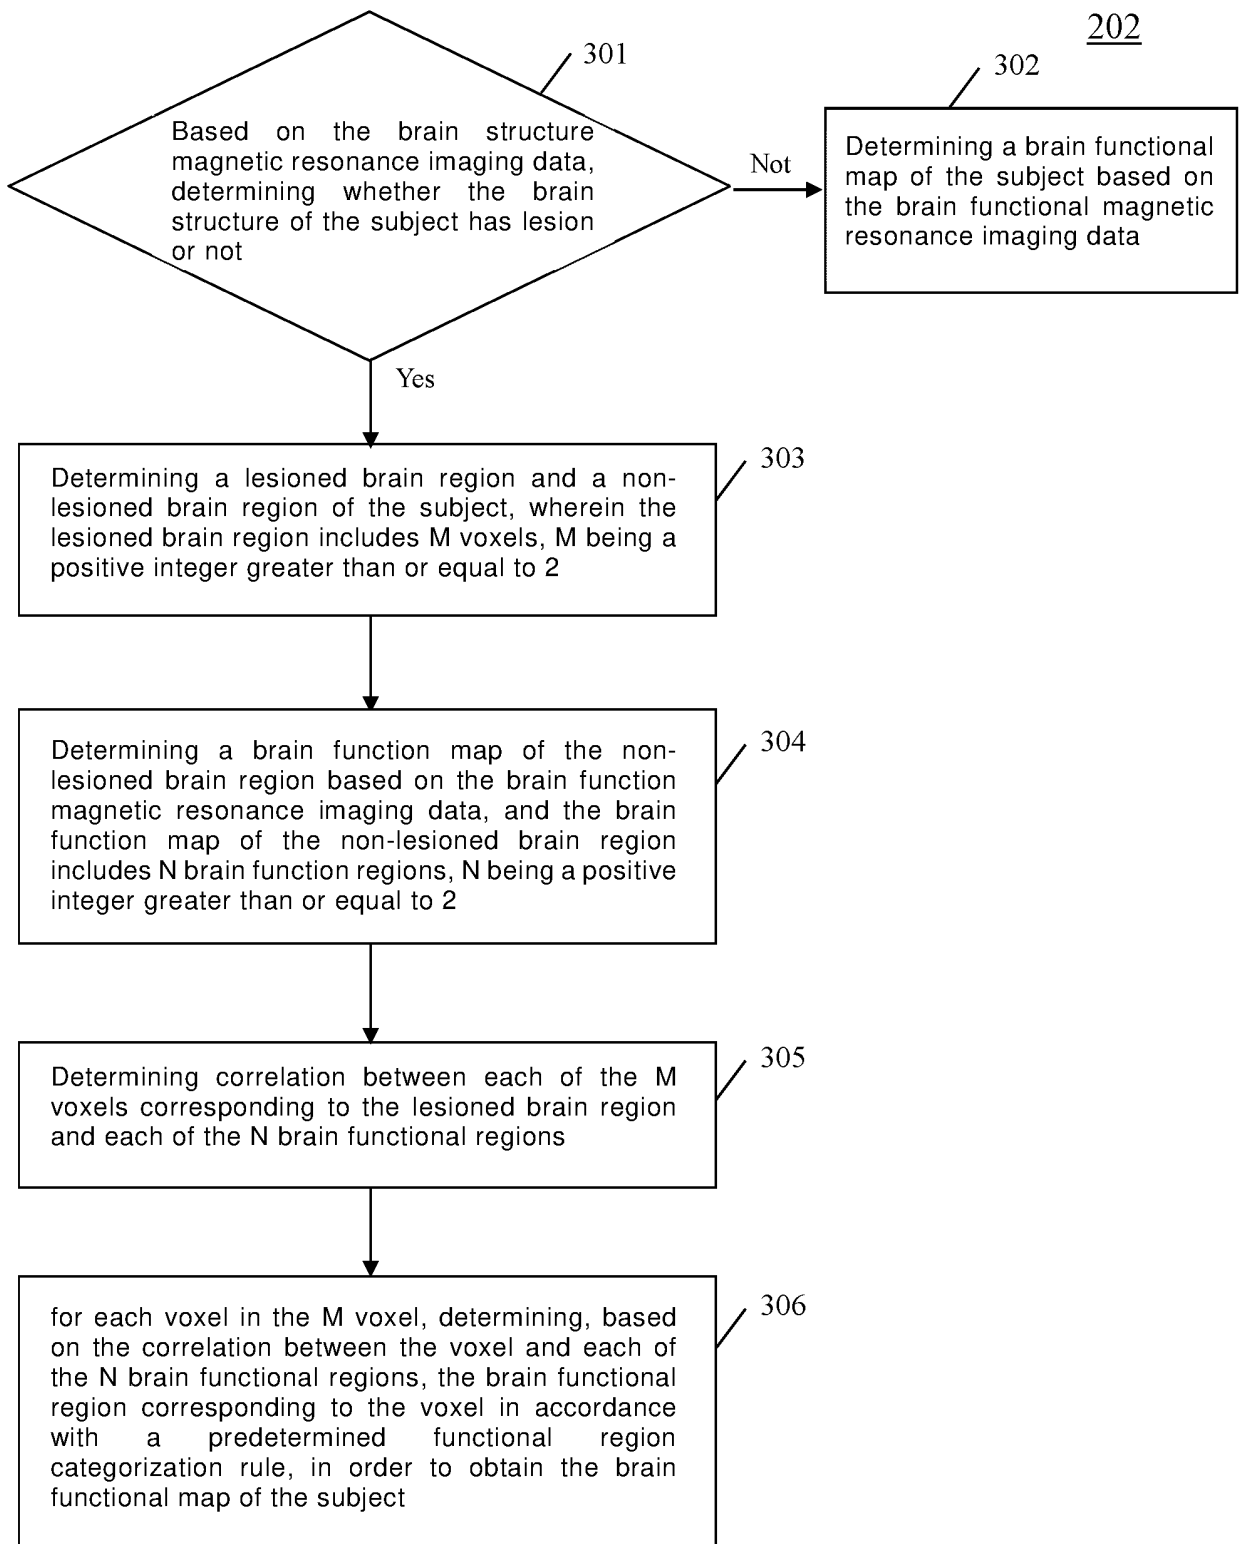 202
301
302
Based on the brain structure
magnetic resonance imaging data,
determining whether the brain
structure of the subject has lesion
or not
Not
Determining a brain functional
map of the subject based on
the brain functional magnetic
resonance imaging data
Yes
303
Determining a lesioned brain region and a non-
lesioned brain region of the subject, wherein the
lesioned brain region includes M voxels, M being a
positive integer greater than or equal to 2
304
Determining a brain function map of the non-
lesioned brain region based on the brain function
magnetic resonance imaging data, and the brain
function map of the non-lesioned brain region
includes N brain function regions, N being a positive
integer greater than or equal to 2
305
Determining correlation between each of the M
voxels corresponding to the lesioned brain region
and each of the N brain functional regions
306
for each voxel in the M voxel, determining, based
on the correlation between the voxel and each of
the N brain functional regions, the brain functional
region corresponding to the voxel in accordance
with a predetermined functional region
categorization rule, in order to obtain the brain
functional map of the subject